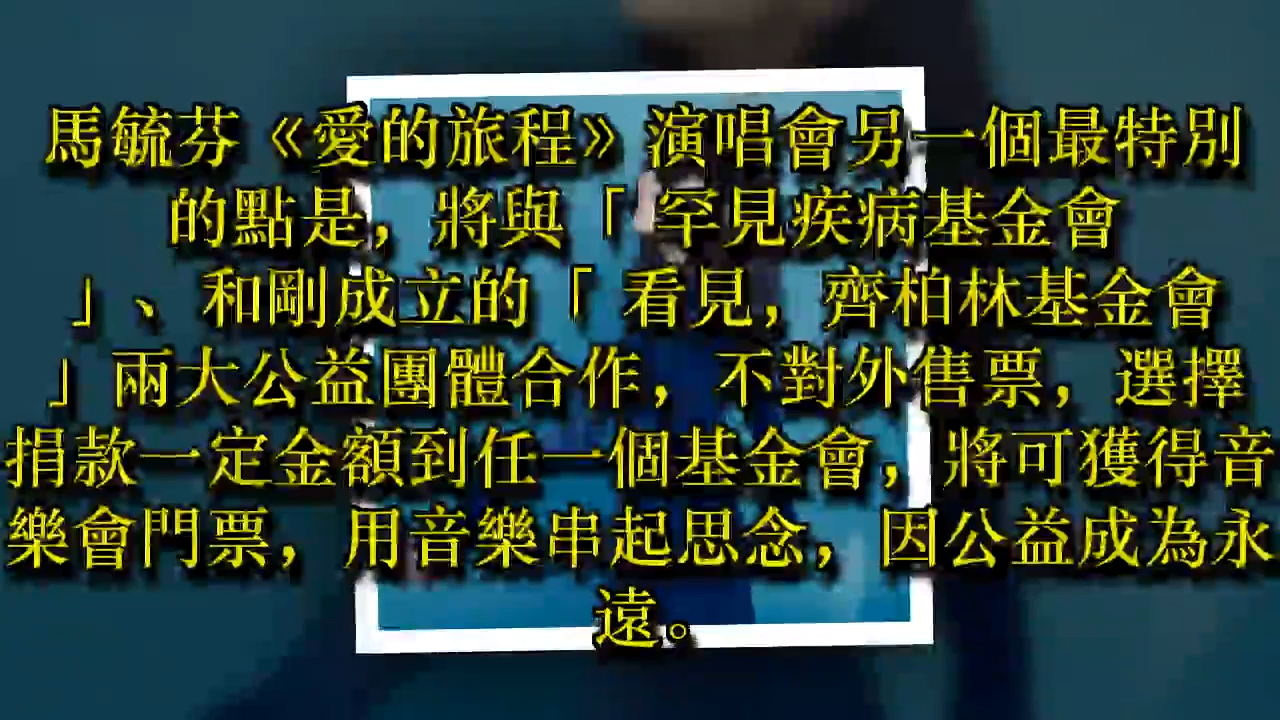 馬毓芬《愛的旅程》演唱會另一個最特別
的點是，將與「 罕見疾病基金會
」、和剛成立的「 看見，齊柏林基金會
」兩大公益團體合作，不對外售票，選擇
捐款一定金額到任一個基金會，將可獲得音
樂會門票，用音樂串起思念，因公益成為永
遠。